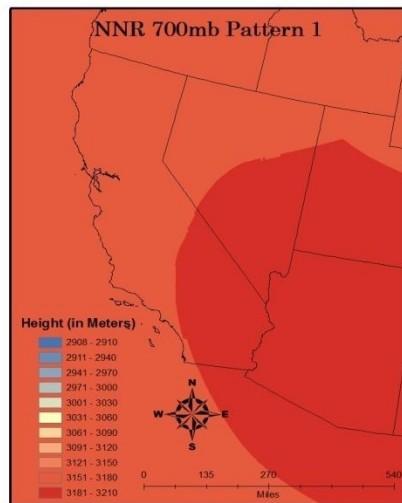 NNR 700mb Pattern 1
Height (in Meters)
2908 - 2910
2911 - 2940
2941 - 2970
2971 - 3000
3001 - 3030
3031 - 3060
3061 - 3090
3091 - 3120
3121 - 3150
3151 - 3180
3181 - 3210
N
W E
S
0 135 270 540
Miles